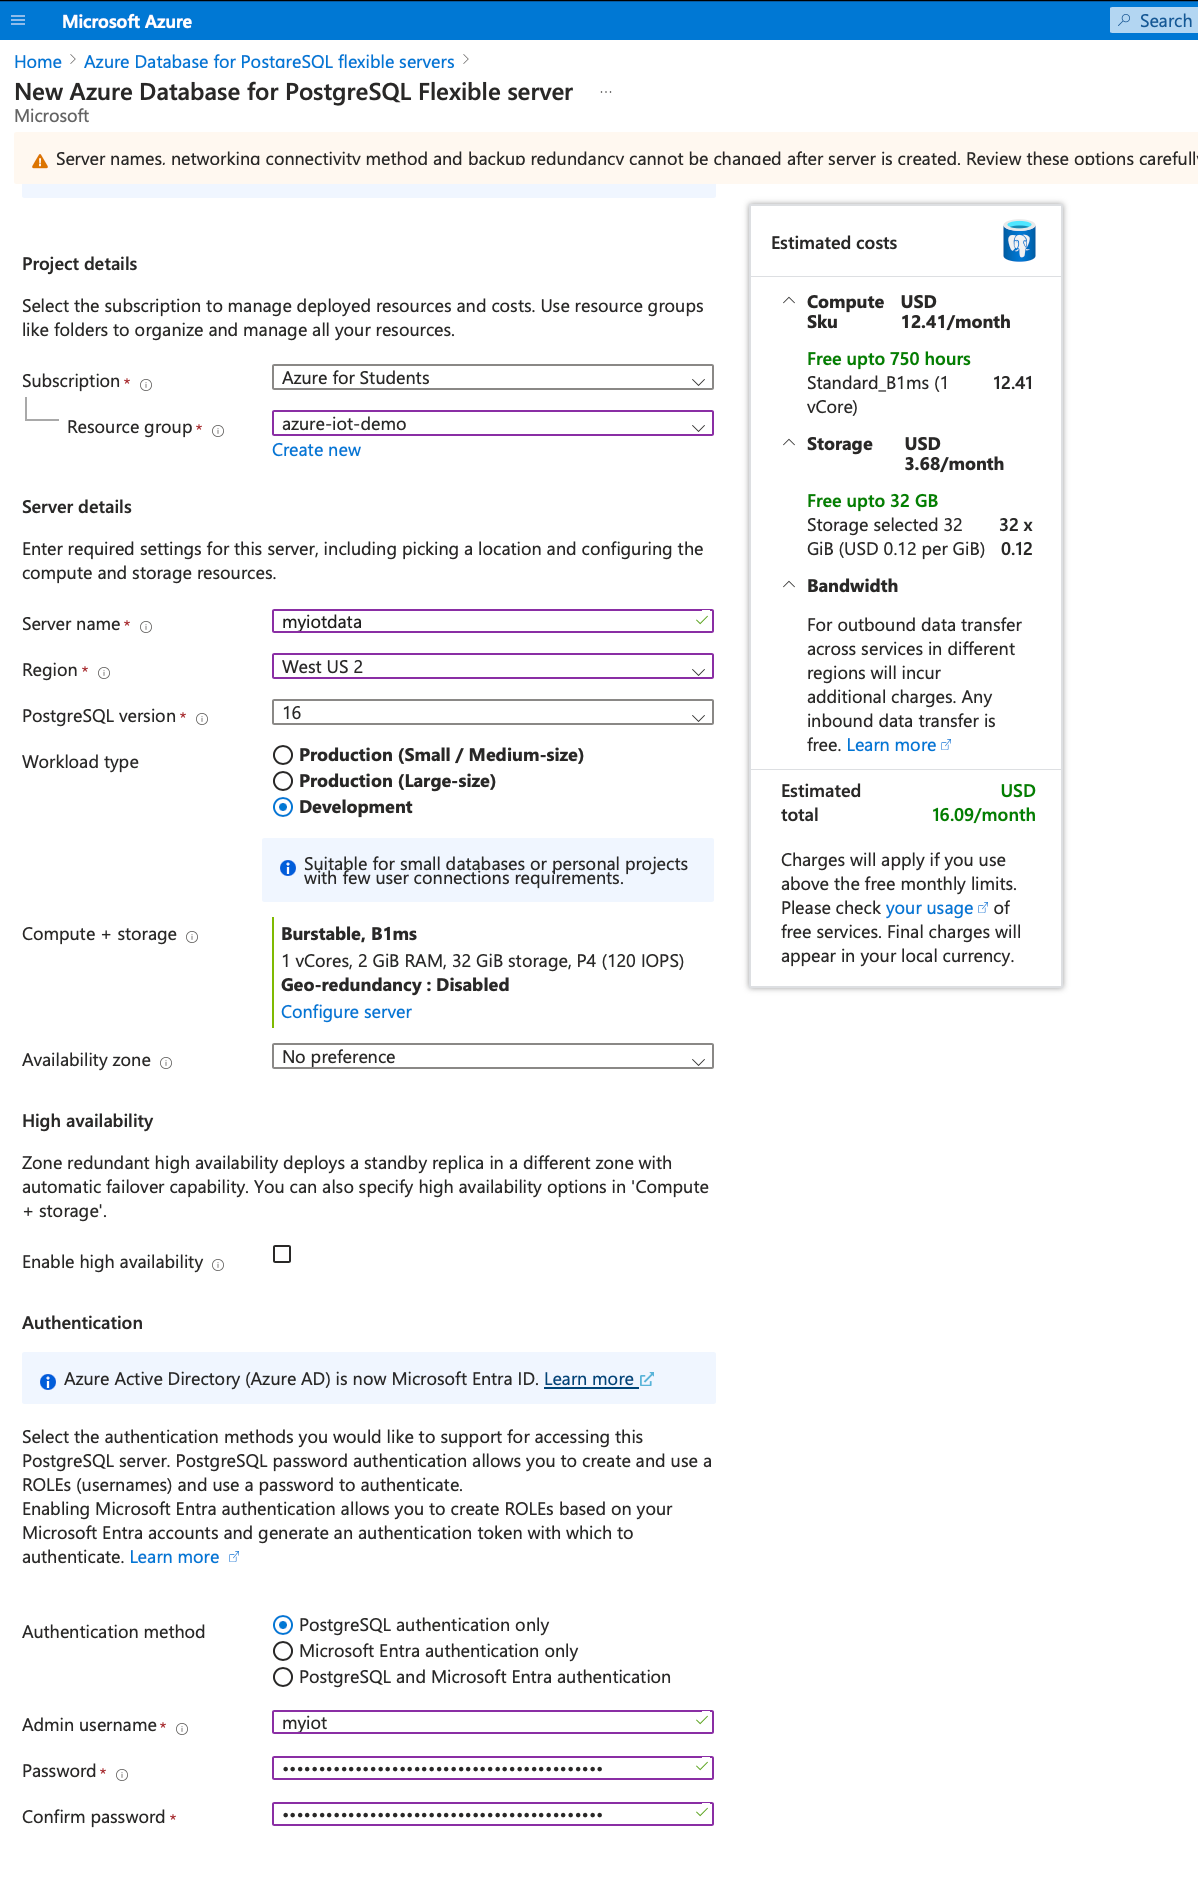 Microsoft Azure
Search
Home > Azure Database for PostgreSQL flexible servers >
New Azure Database for PostgreSQL Flexible server ...
Microsoft
Server names, networking connectivity method and backup redundancy cannot be changed after server is created. Review these options carefull
Project details
Select the subscription to manage deployed resources and costs. Use resource groups
like folders to organize and manage all your resources.
Subscription *
Azure for Students
Resource group *
azure-iot-demo
Create new
Server details
Enter required settings for this server, including picking a location and configuring the
compute and storage resources.
Server name *
myiotdata
Region *
West US 2
PostgreSQL version *
16
Workload type
Production (Small / Medium-size)
Production (Large-size)
Development
Suitable for small databases or personal projects
with few user connections requirements.
Compute + storage
Burstable, B1ms
1 vCores, 2 GiB RAM, 32 GiB storage, P4 (120 IOPS)
Geo-redundancy : Disabled
Configure server
Availability zone
No preference
High availability
Zone redundant high availability deploys a standby replica in a different zone with
automatic failover capability. You can also specify high availability options in 'Compute
+ storage'.
Enable high availability
Authentication
Azure Active Directory (Azure AD) is now Microsoft Entra ID. Learn more
Select the authentication methods you would like to support for accessing this
PostgreSQL server. PostgreSQL password authentication allows you to create and use a
ROLEs (usernames) and use a password to authenticate.
Enabling Microsoft Entra authentication allows you to create ROLEs based on your
Microsoft Entra accounts and generate an authentication token with which to
authenticate. Learn more
Authentication method
PostgreSQL authentication only
Microsoft Entra authentication only
PostgreSQL and Microsoft Entra authentication
Admin username *
myiot
Password *
Confirm password *
Estimated costs
Compute USD
Sku 12.41/month
Free upto 750 hours
Standard_B1ms (1 12.41
vCore)
Storage USD
3.68/month
Free upto 32 GB
Storage selected 32 32 x
GiB (USD 0.12 per GiB) 0.12
Bandwidth
For outbound data transfer
across services in different
regions will incur
additional charges. Any
inbound data transfer is
free. Learn more
Estimated USD
total 16.09/month
Charges will apply if you use
above the free monthly limits.
Please check your usage of
free services. Final charges will
appear in your local currency.